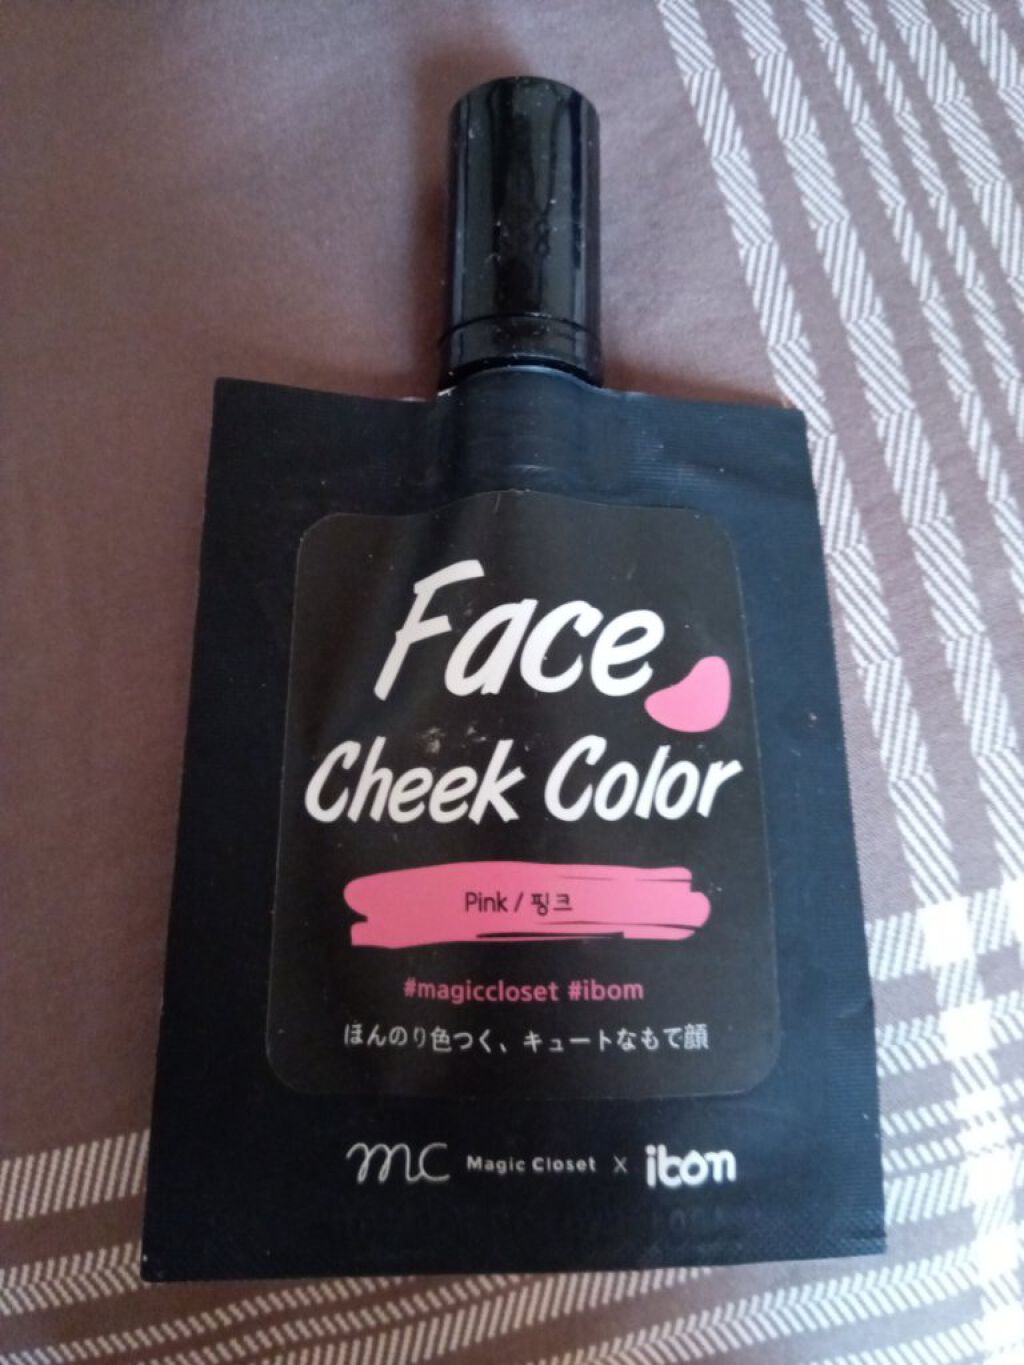 Face
Cheek Color
Pink / 핑크
#magiccloset #ibom
ほんのり色つく、キュートなもて顔
mc Magic Closet x ibom